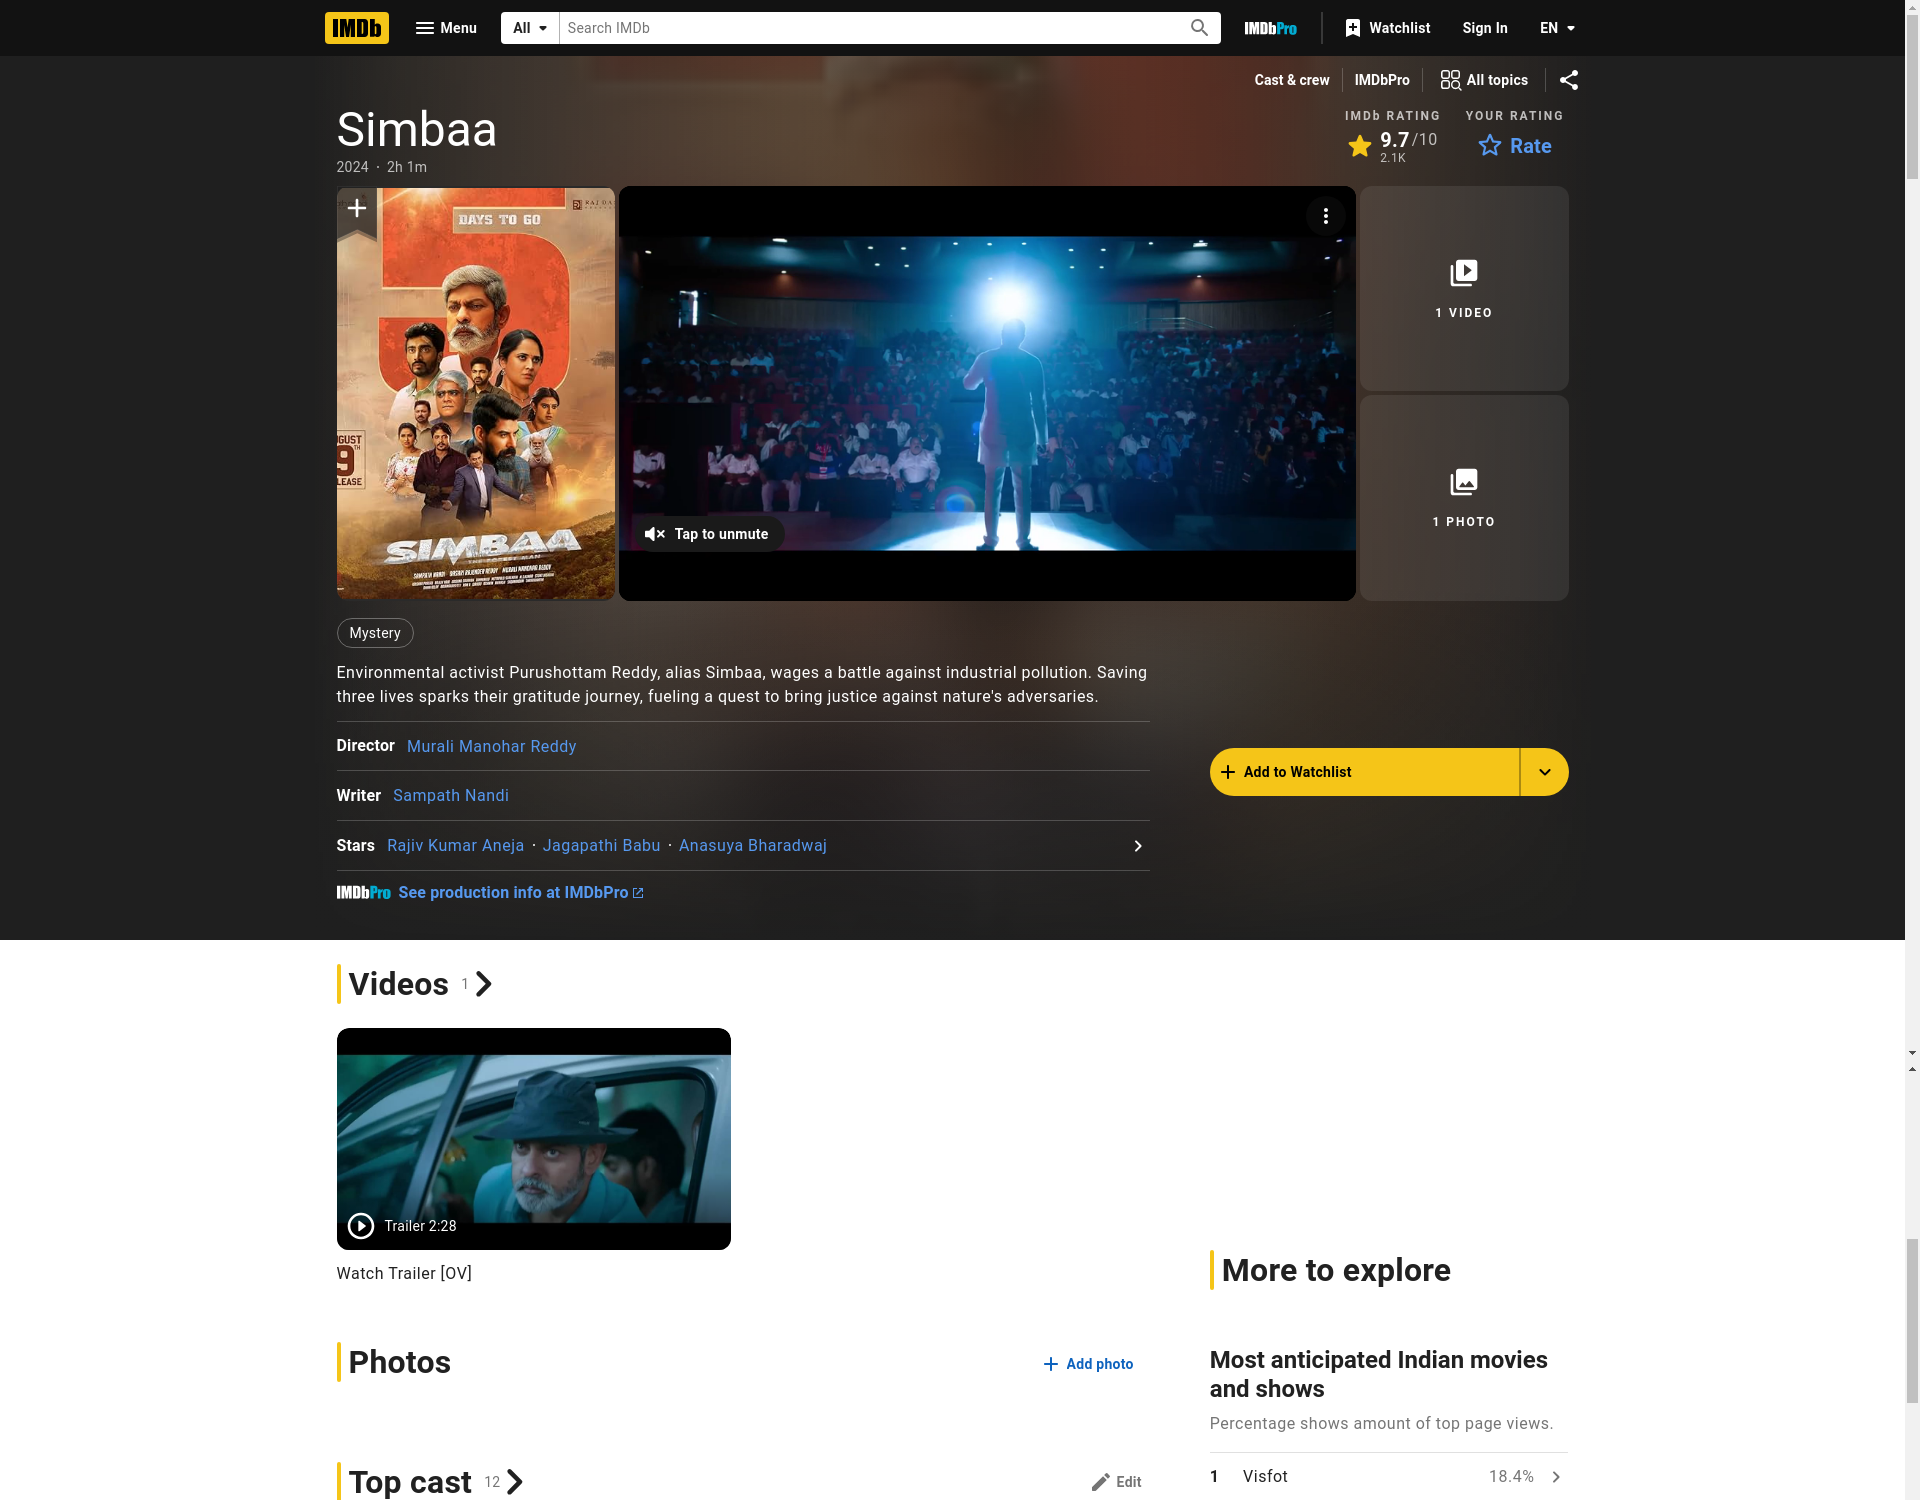 IMDb
Menu
All
Search IMDb
IMDbPro
Watchlist
Sign In
EN
Cast & crew
IMDbPro
All topics
Simbaa
2024 · 2h 1m
IMDb RATING
9.7/10
2.1K
YOUR RATING
Rate
DAYS TO GO
5
SIMBAA
SAMPATH NANDI
Tap to unmute
1 VIDEO
1 PHOTO
Mystery
Environmental activist Purushottam Reddy, alias Simbaa, wages a battle against industrial pollution. Saving
three lives sparks their gratitude journey, fueling a quest to bring justice against nature's adversaries.
Director Murali Manohar Reddy
Writer Sampath Nandi
Stars Rajiv Kumar Aneja · Jagapathi Babu · Anasuya Bharadwaj
Add to Watchlist
IMDbPro See production info at IMDbPro
Videos 1
Trailer 2:28
Watch Trailer [OV]
More to explore
Photos
Add photo
Most anticipated Indian movies
and shows
Percentage shows amount of top page views.
Top cast 12
Edit
1 Visfot 18.4%